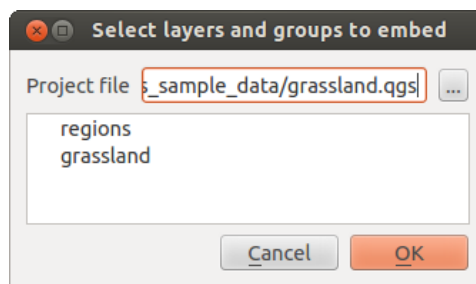 Select layers and groups to embed
Project file s_sample_data/grassland.qgs ...
regions
grassland
Cancel OK